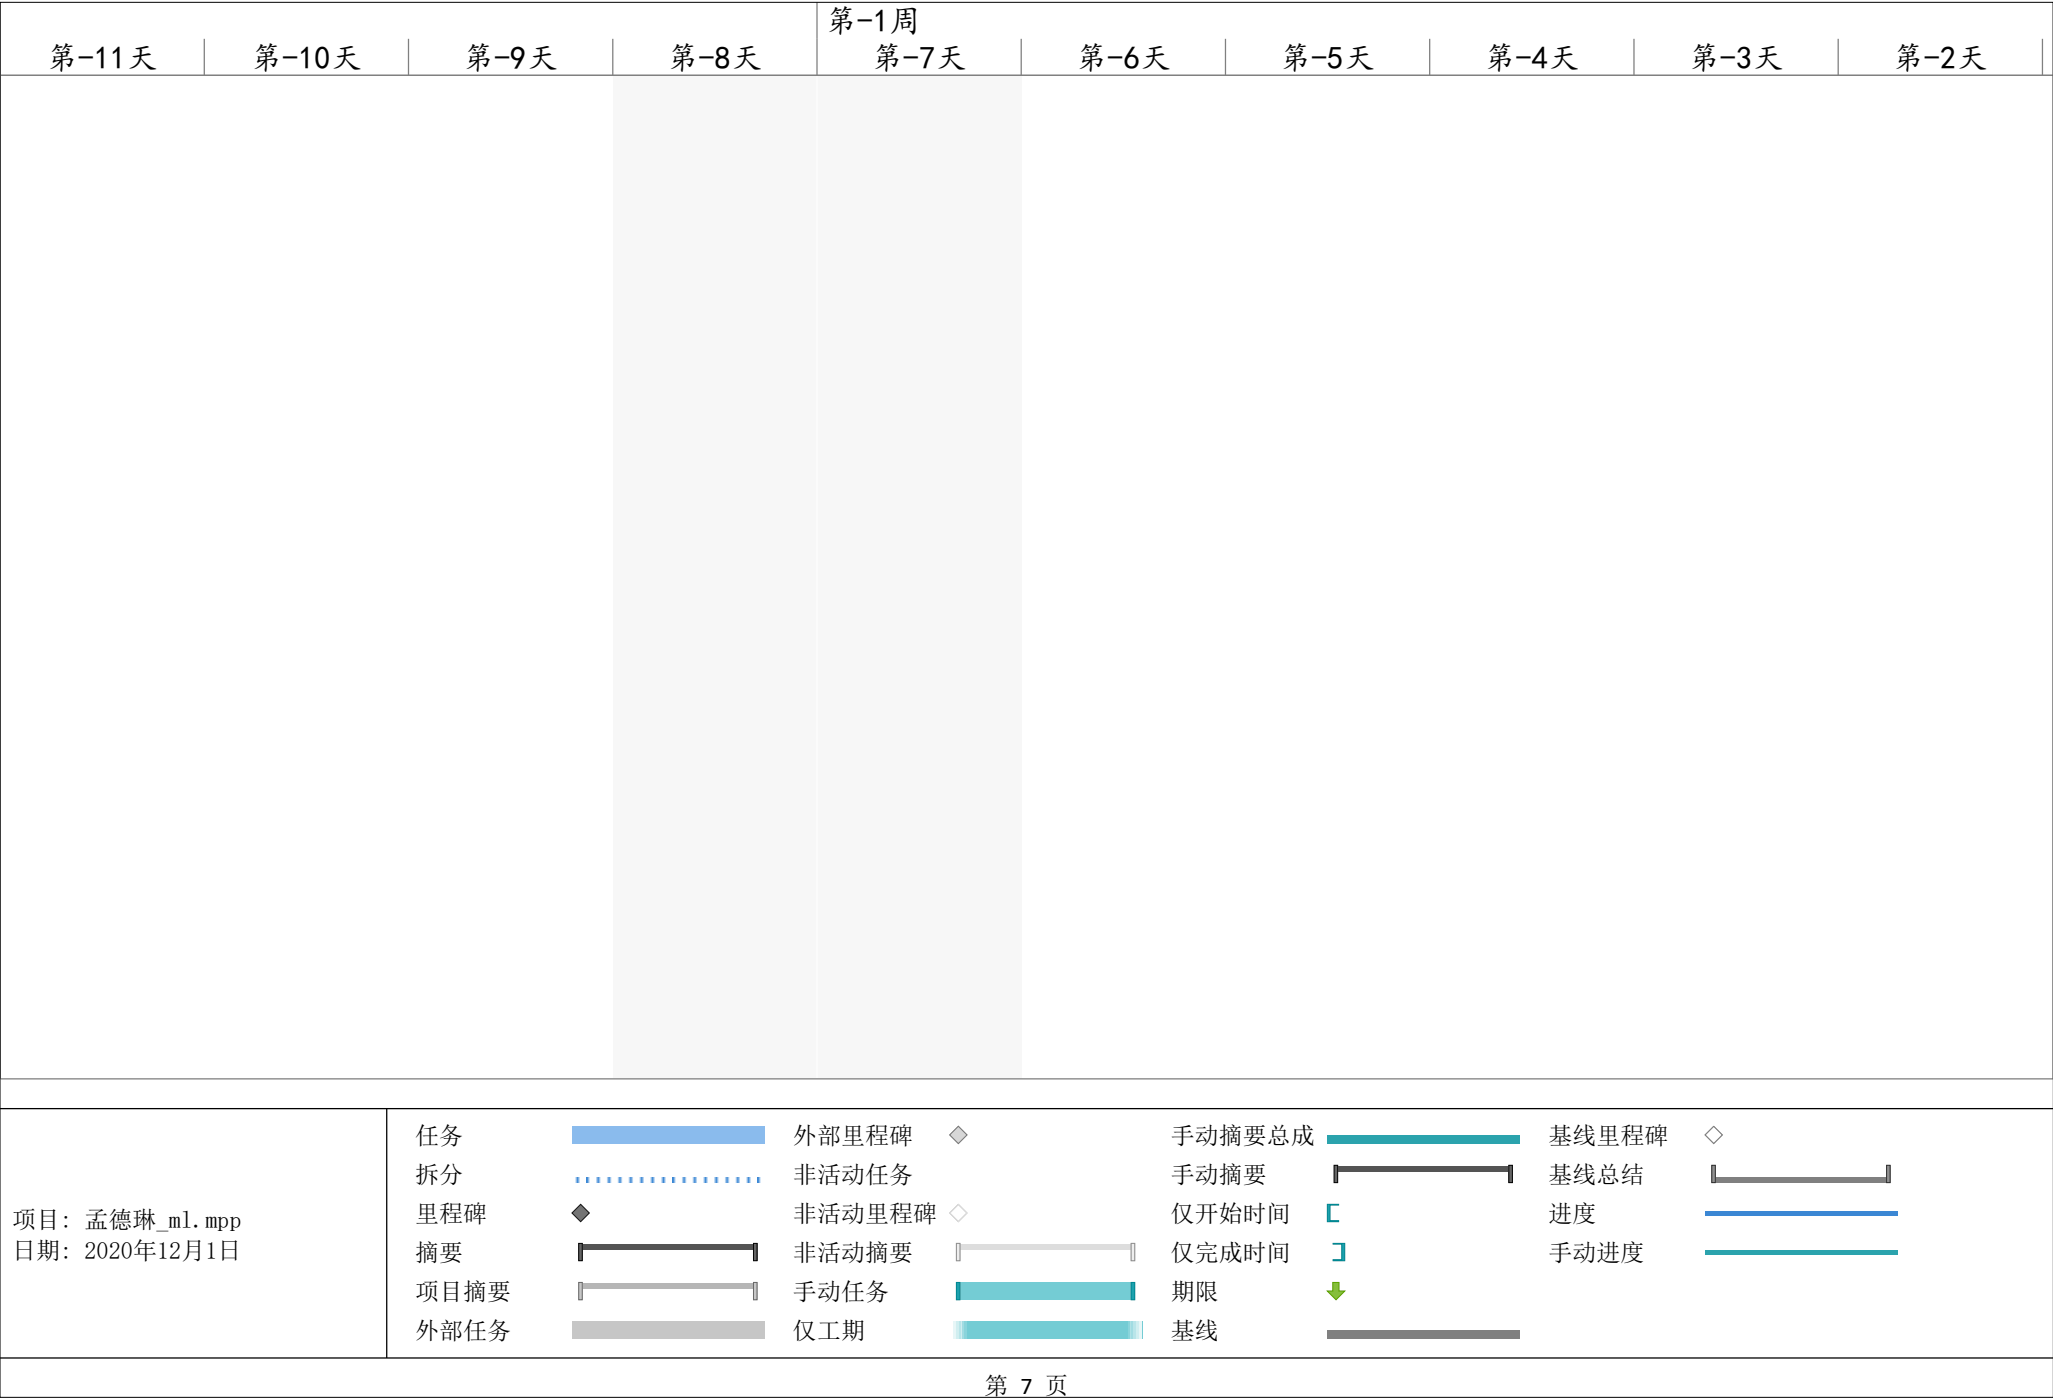 第-1周
第-11天 第-10天 第-9天 第-8天 第-7天 第-6天 第-5天 第-4天 第-3天 第-2天
项目: 孟德琳_ml.mpp
日期: 2020年12月1日
任务
拆分
里程碑
摘要
项目摘要
外部任务
外部里程碑
非活动任务
非活动里程碑
非活动摘要
手动任务
仅工期
手动摘要总成
手动摘要
仅开始时间
仅完成时间
期限
基线
基线里程碑
基线总结
进度
手动进度
第 7 页